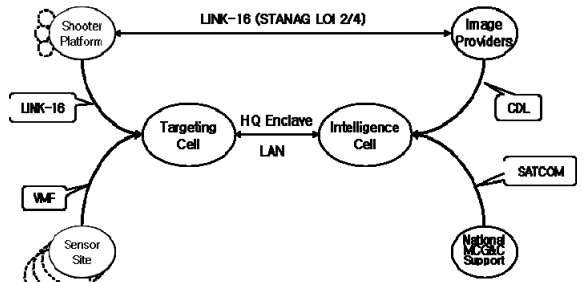 LINK-16 (STANAG LOI 2/4)
Shooter
Platform
Image
Providers
LINK-16
CDL
Targeting
Cell
HQ Enclave
LAN
Intelligence
Cell
VMF
SATCOM
Sensor
Site
National
MCG&C
Support